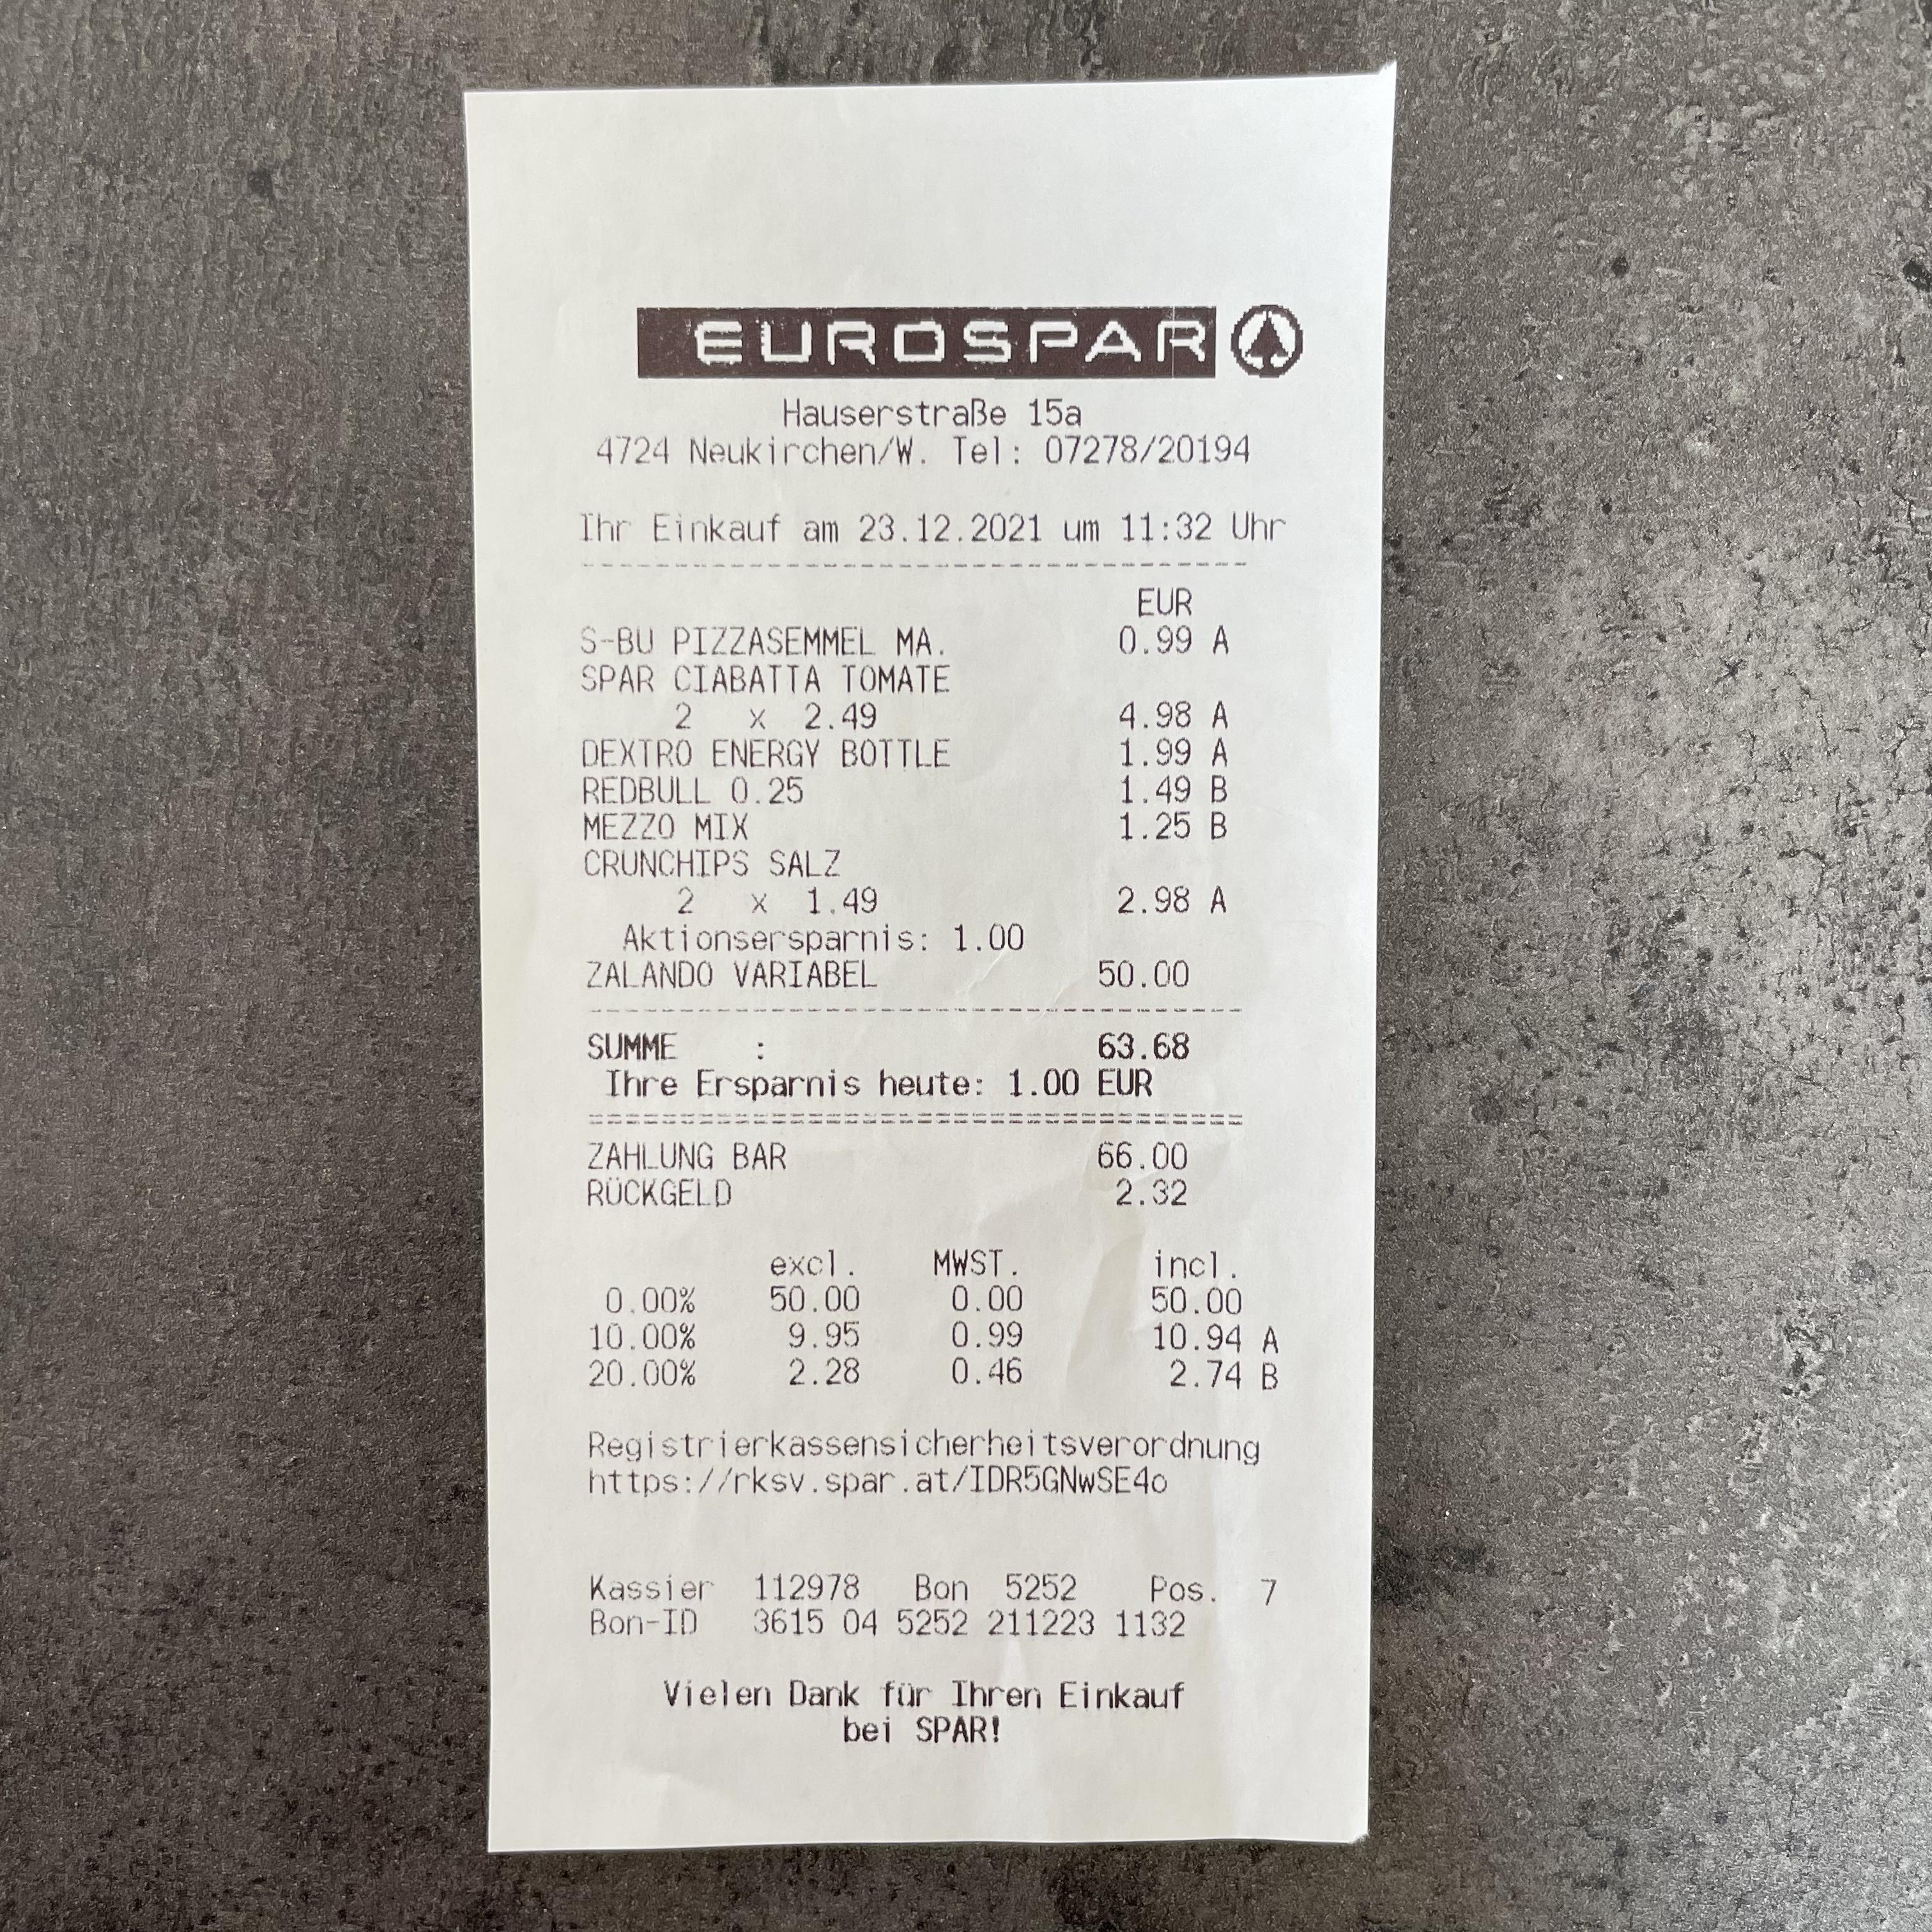 EUROSPAR
Hauserstraße 15a
4724 Neukirchen/W. Tel: 07278/20194
Ihr Einkauf am 23.12.2021 um 11:32 Uhr
EUR
S-BU PIZZASEMMEL MA. 0.99 A
SPAR CIABATTA TOMATE
2 x 2.49 4.98 A
DEXTRO ENERGY BOTTLE 1.99 A
REDBULL 0.25 1.49 B
MEZZO MIX 1.25 B
CRUNCHIPS SALZ
2 x 1.49 2.98 A
Aktionsersparnis: 1.00
ZALANDO VARIABEL 50.00
SUMME : 63.68
Ihre Ersparnis heute: 1.00 EUR
ZAHLUNG BAR 66.00
RÜCKGELD 2.32
excl. MWST. incl.
0.00% 50.00 0.00 50.00
10.00% 9.95 0.99 10.94 A
20.00% 2.28 0.46 2.74 B
Registrierkassensicherheitsverordnung
https://rksv.spar.at/IDR5GNwSE4o
Kassier 112978 Bon 5252 Pos. 7
Bon-ID 3615 04 5252 211223 1132
Vielen Dank für Ihren Einkauf
bei SPAR!